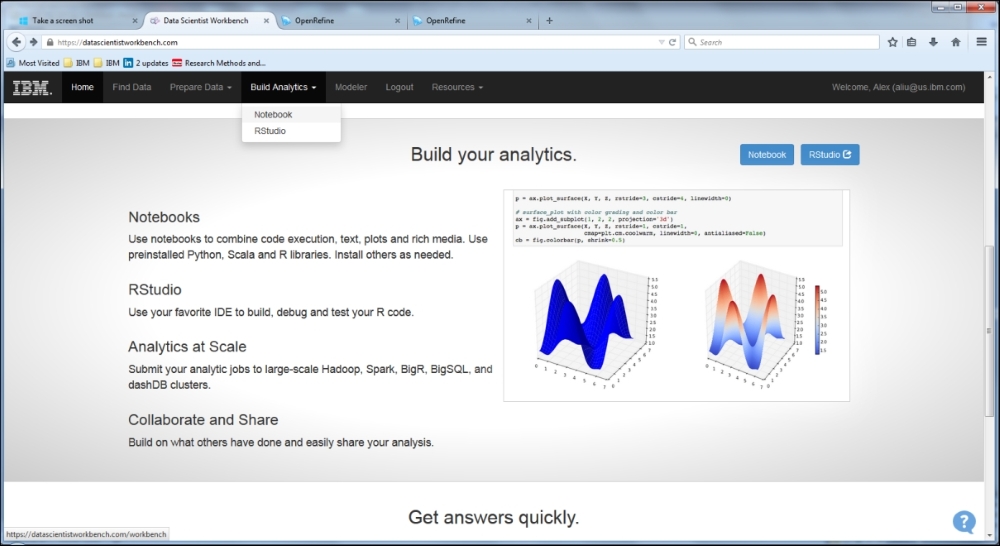 Take a screen shot
Data Scientist Workbench
OpenRefine
OpenRefine
https://datascientistworkbench.com
Search
Most Visited IBM IBM 2 updates Research Methods and...
IBM
Home Find Data Prepare Data Build Analytics Modeler Logout Resources Welcome, Alex (aliu@us.ibm.com)
Notebook
RStudio
Build your analytics.
Notebook RStudio
Notebooks
Use notebooks to combine code execution, text, plots and rich media. Use
preinstalled Python, Scala and R libraries. Install others as needed.
RStudio
Use your favorite IDE to build, debug and test your R code.
Analytics at Scale
Submit your analytic jobs to large-scale Hadoop, Spark, BigR, BigSQL, and
dashDB clusters.
Collaborate and Share
Build on what others have done and easily share your analysis.
p = ax.plot_surface(X, Y, Z, rstride=3, cstride=4, linewidth=0)
# surface_plot with color grading and color bar
ax = fig.add_subplot(1, 2, 2, projection='3d')
p = ax.plot_surface(X, Y, Z, rstride=1, cstride=1,
cmap=plt.cm.coolwarm, linewidth=0, antialiased=False)
cb = fig.colorbar(p, shrink=0.5)
Get answers quickly.
https://datascientistworkbench.com/workbench
?